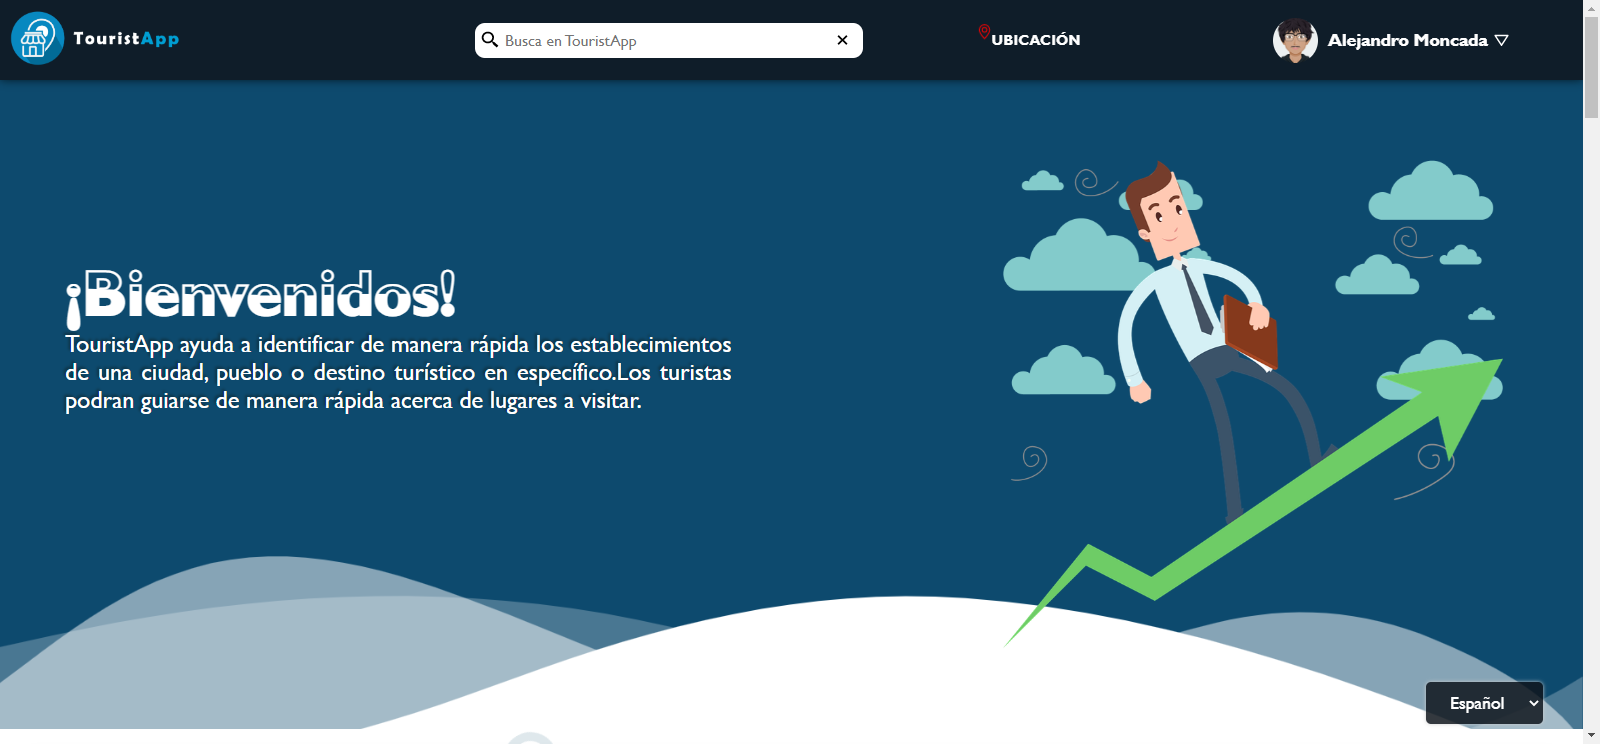 TouristApp
Busca en TouristApp
UBICACIÓN
Alejandro Moncada
¡Bienvenidos!
TouristApp ayuda a identificar de manera rápida los establecimientos
de una ciudad, pueblo o destino turístico en específico.Los turistas
podran guiarse de manera rápida acerca de lugares a visitar.
Español